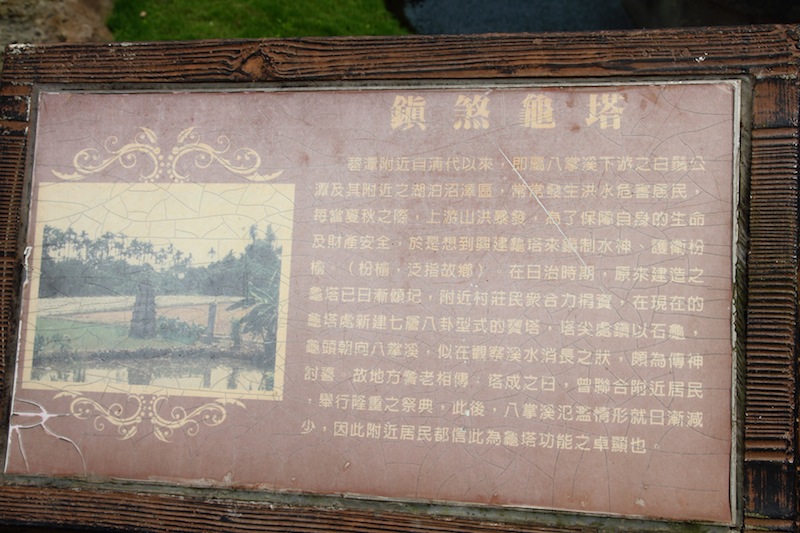 鎮煞龜塔
碧潭附近自清代以來，即屬八掌溪下游之白鬚公
潭及其附近之湖泊沼澤區，常常發生洪水危害居民，
每當夏秋之際，上游山洪暴發，為了保障自身的生命
及財產安全，於是想到興建龜塔來鎮制水神、護衛枌
榆。（枌榆，泛指故鄉）。在日治時期，原來建造之
龜塔已日漸傾圮，附近村莊民眾合力捐資，在現在的
龜塔處新建七層八卦型式的寶塔，塔尖處鑲以石龜，
龜頭朝向八掌溪，似在觀察溪水消長之狀，頗為傳神
討喜。故地方耆老相傳：塔成之日，曾聯合附近居民
，舉行隆重之祭典，此後，八掌溪氾濫情形就日漸減
少，因此附近居民都信此為龜塔功能之卓顯也。